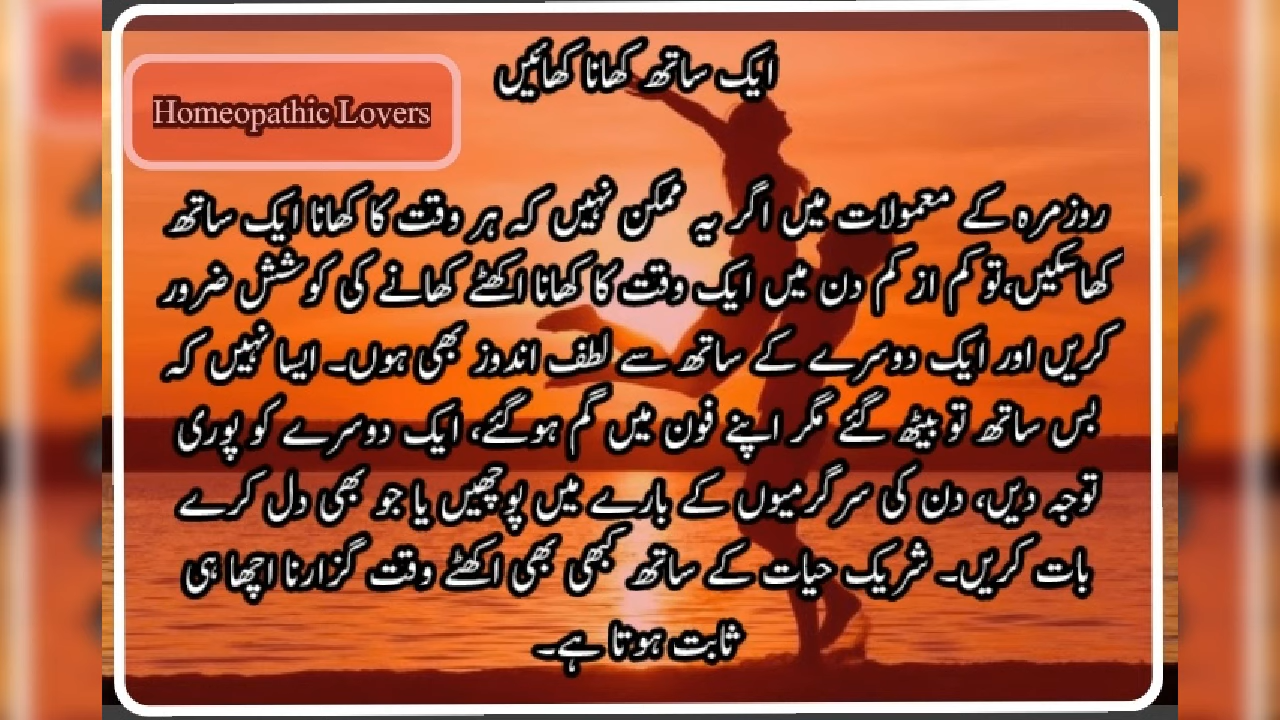 ایک ساتھ کھانا کھائیں
Homeopathic Lovers
روزمرہ کے معمولات میں اگر یہ ممکن نہیں کہ ہر وقت کا کھانا ایک ساتھ
کھاسکیں،تو کم از کم دن میں ایک وقت کا کھانا اکھٹے کھانے کی کوشش ضرور
کریں اور ایک دوسرے کے ساتھ سے لطف اندوز بھی ہوں۔ ایسا نہیں کہ
بس ساتھ تو بیٹھ گئے مگر اپنے فون میں گم ہوگئے، ایک دوسرے کو پوری
توجہ دیں، دن کی سرگرمیوں کے بارے میں پوچھیں یا جو بھی دل کرے
بات کریں۔ شریک حیات کے ساتھ کبھی بھی اکھٹے وقت گزارنا اچھا ہی
ثابت ہوتا ہے۔